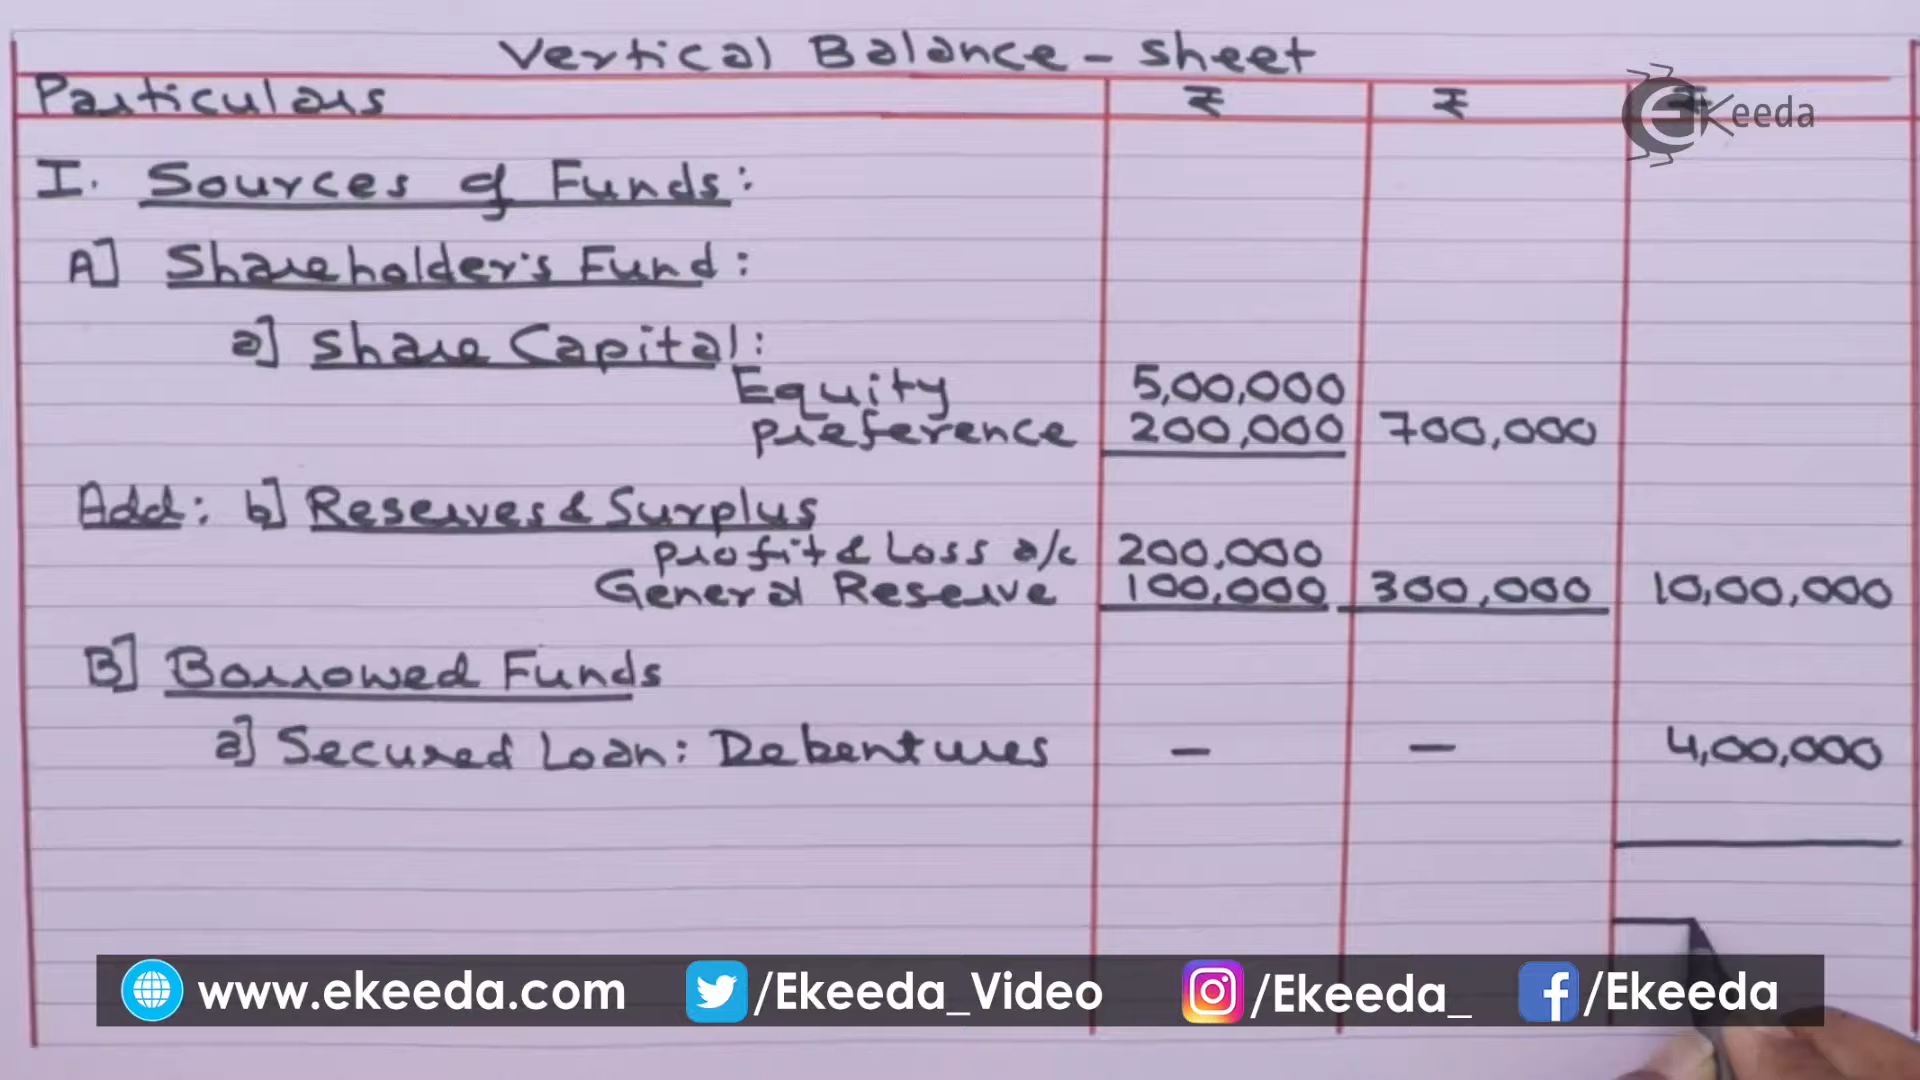 Vertical Balance - Sheet
Particulars ₹ ₹ ₹
Keeda
I. Sources of Funds:
A] Shareholder's Fund:
a] Share Capital:
Equity 5,00,000
Preference 200,000 700,000
Add: b] Reserves & Surplus
Profit & Loss a/c 200,000
General Reserve 100,000 300,000 10,00,000
B] Borrowed Funds
a] Secured Loan: Debentures — — 4,00,000
www.ekeeda.com /Ekeeda_Video /Ekeeda_ /Ekeeda